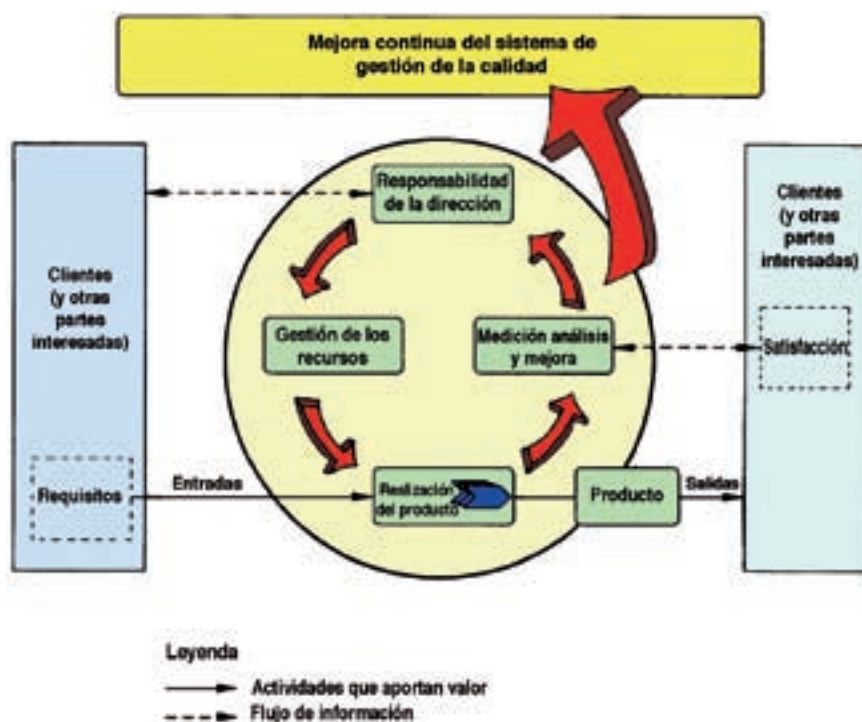 Mejora continua del sistema de
gestión de la calidad
Responsabilidad
de la dirección
Clientes
(y otras
partes
interesadas)
Clientes
(y otras
partes
interesadas)
Gestión de los
recursos
Medición análisis
y mejora
Satisfacción
Requisitos
Entradas
Realización
del producto
Producto
Salidas
Leyenda
Actividades que aportan valor
Flujo de información